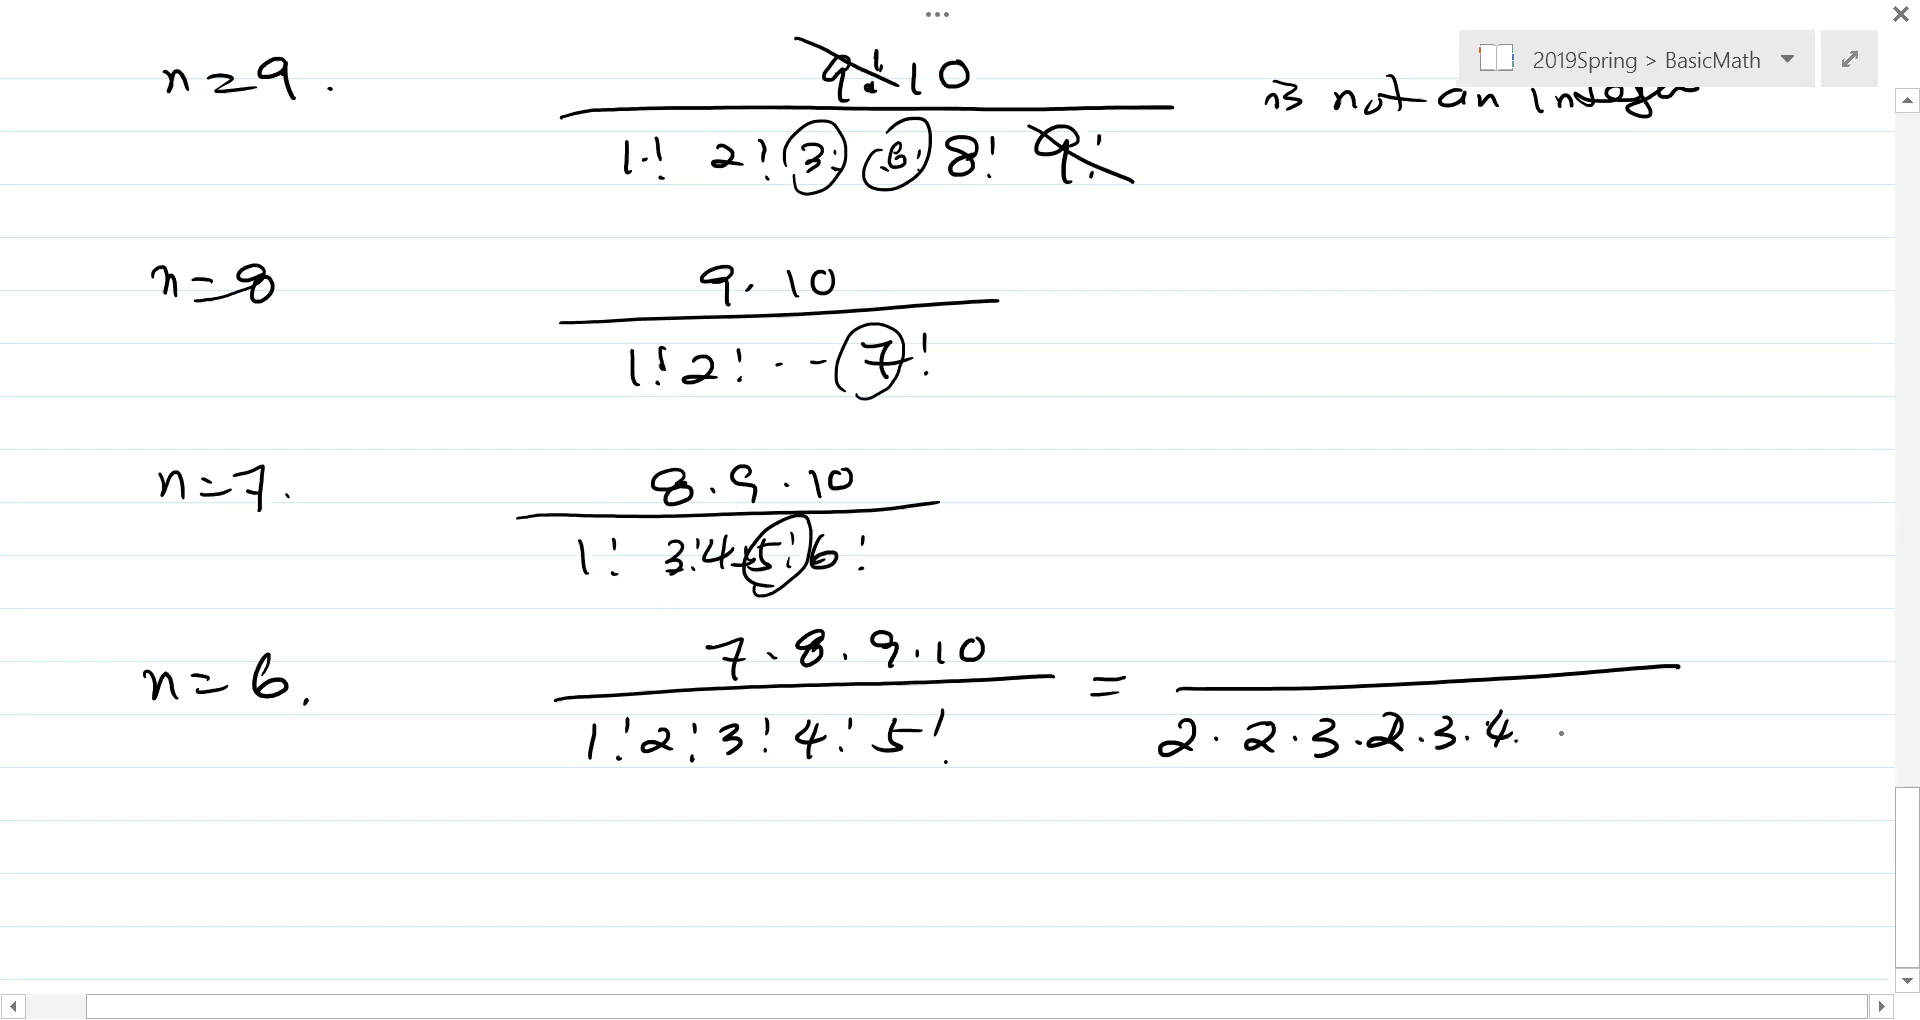 2019Spring > BasicMath
n=9. 9! 10 / 1! 2! 3! 6! 8! 9! is not an integer
n=8 9. 10 / 1! 2! . . 7!
n=7. 8. 9. 10 / 1! 3! 4! 5! 6!
n=6. 7. 8. 9. 10 / 1! 2! 3! 4! 5! = / 2. 2. 3. 2. 3. 4. .